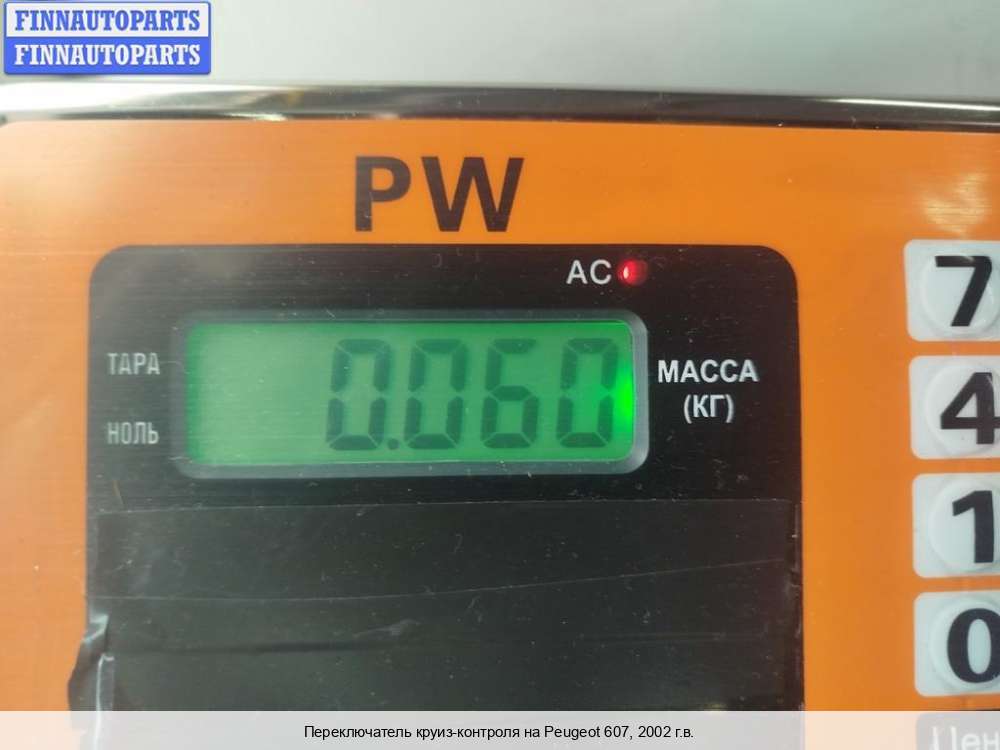 FINNAUTOPARTS
FINNAUTOPARTS
PW
АС
7
ТАРА
0.060
МАССА
(КГ)
4
НОЛЬ
1
0
Переключатель круиз-контроля на Peugeot 607, 2002 г.в.